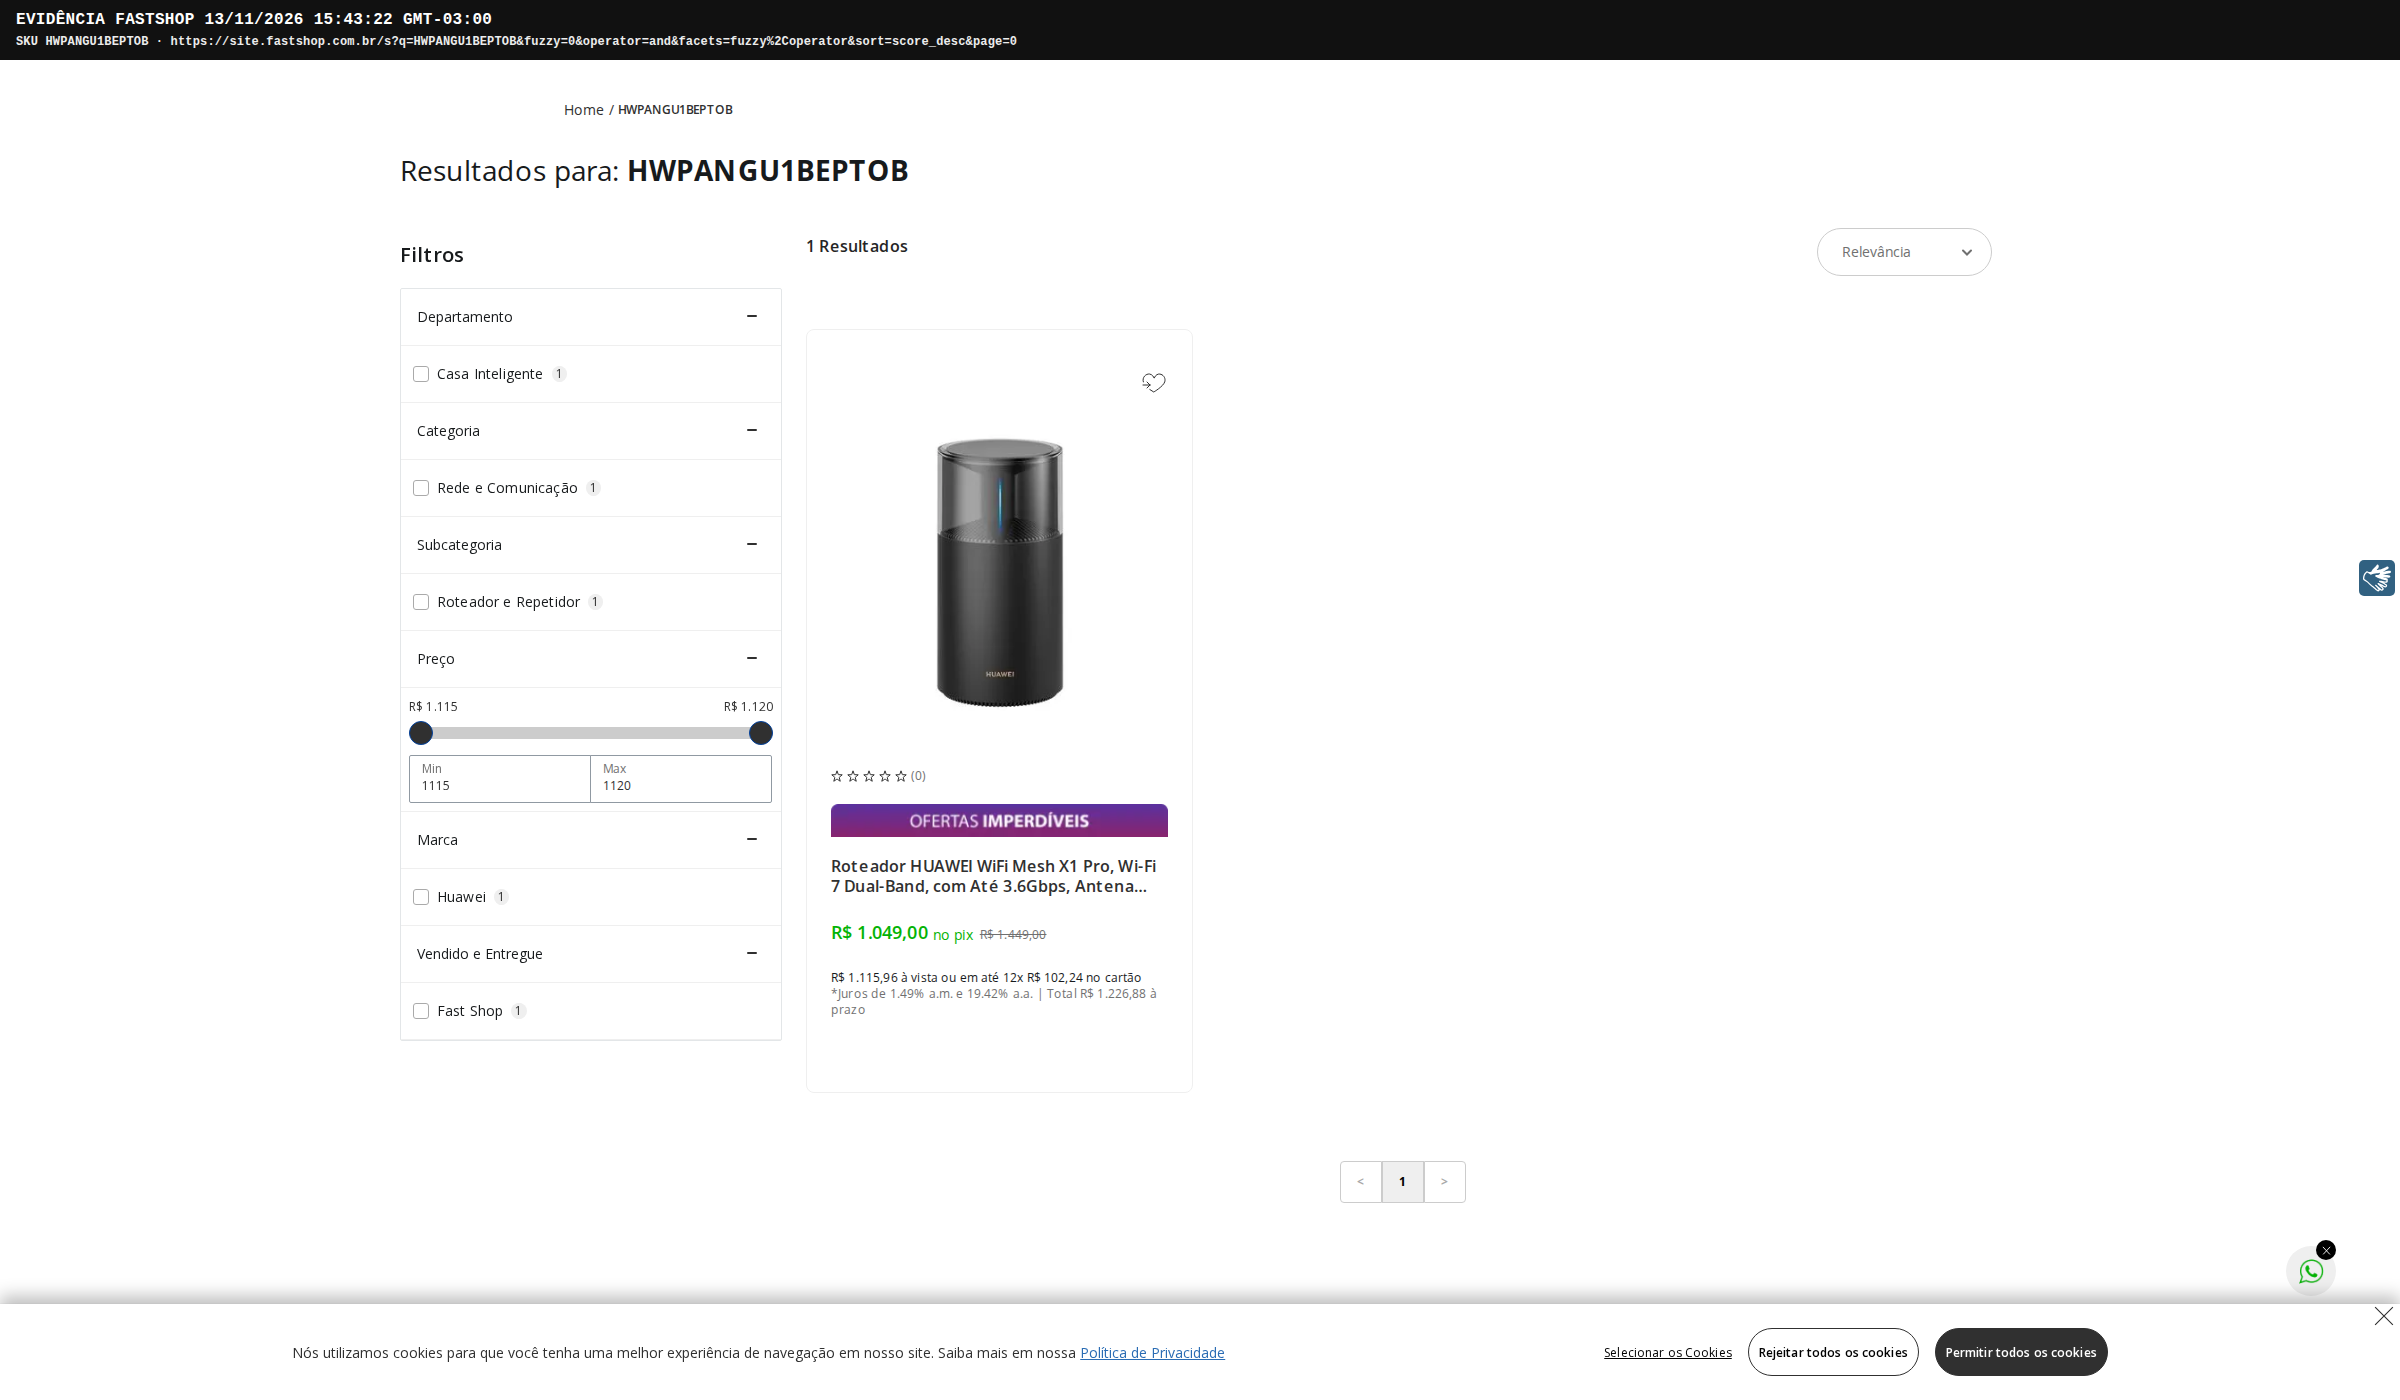 EVIDÊNCIA FASTSHOP 13/11/2026 15:43:22 GMT-03:00
SKU HWPANGU1BEPTOB · https://site.fastshop.com.br/s?q=HWPANGU1BEPTOB&fuzzy=0&operator=and&facets=fuzzy%2Coperator&sort=score_desc&page=0
Home / HWPANGU1BEPTOB
Resultados para: HWPANGU1BEPTOB
Filtros
1 Resultados
Relevância
Departamento
Casa Inteligente 1
Categoria
Rede e Comunicação 1
Subcategoria
Roteador e Repetidor 1
Preço
R$ 1.115 R$ 1.120
Min Max
1115 1120
Marca
Huawei 1
Vendido e Entregue
Fast Shop 1
HUAWEI
(0)
OFERTAS IMPERDÍVEIS
Roteador HUAWEI WiFi Mesh X1 Pro, Wi-Fi
7 Dual-Band, com Até 3.6Gbps, Antena...
R$ 1.049,00 no pix R$ 1.449,00
R$ 1.115,96 à vista ou em até 12x R$ 102,24 no cartão
*Juros de 1.49% a.m. e 19.42% a.a. | Total R$ 1.226,88 à
prazo
< 1 >
Nós utilizamos cookies para que você tenha uma melhor experiência de navegação em nosso site. Saiba mais em nossa Política de Privacidade
Selecionar os Cookies
Rejeitar todos os cookies
Permitir todos os cookies